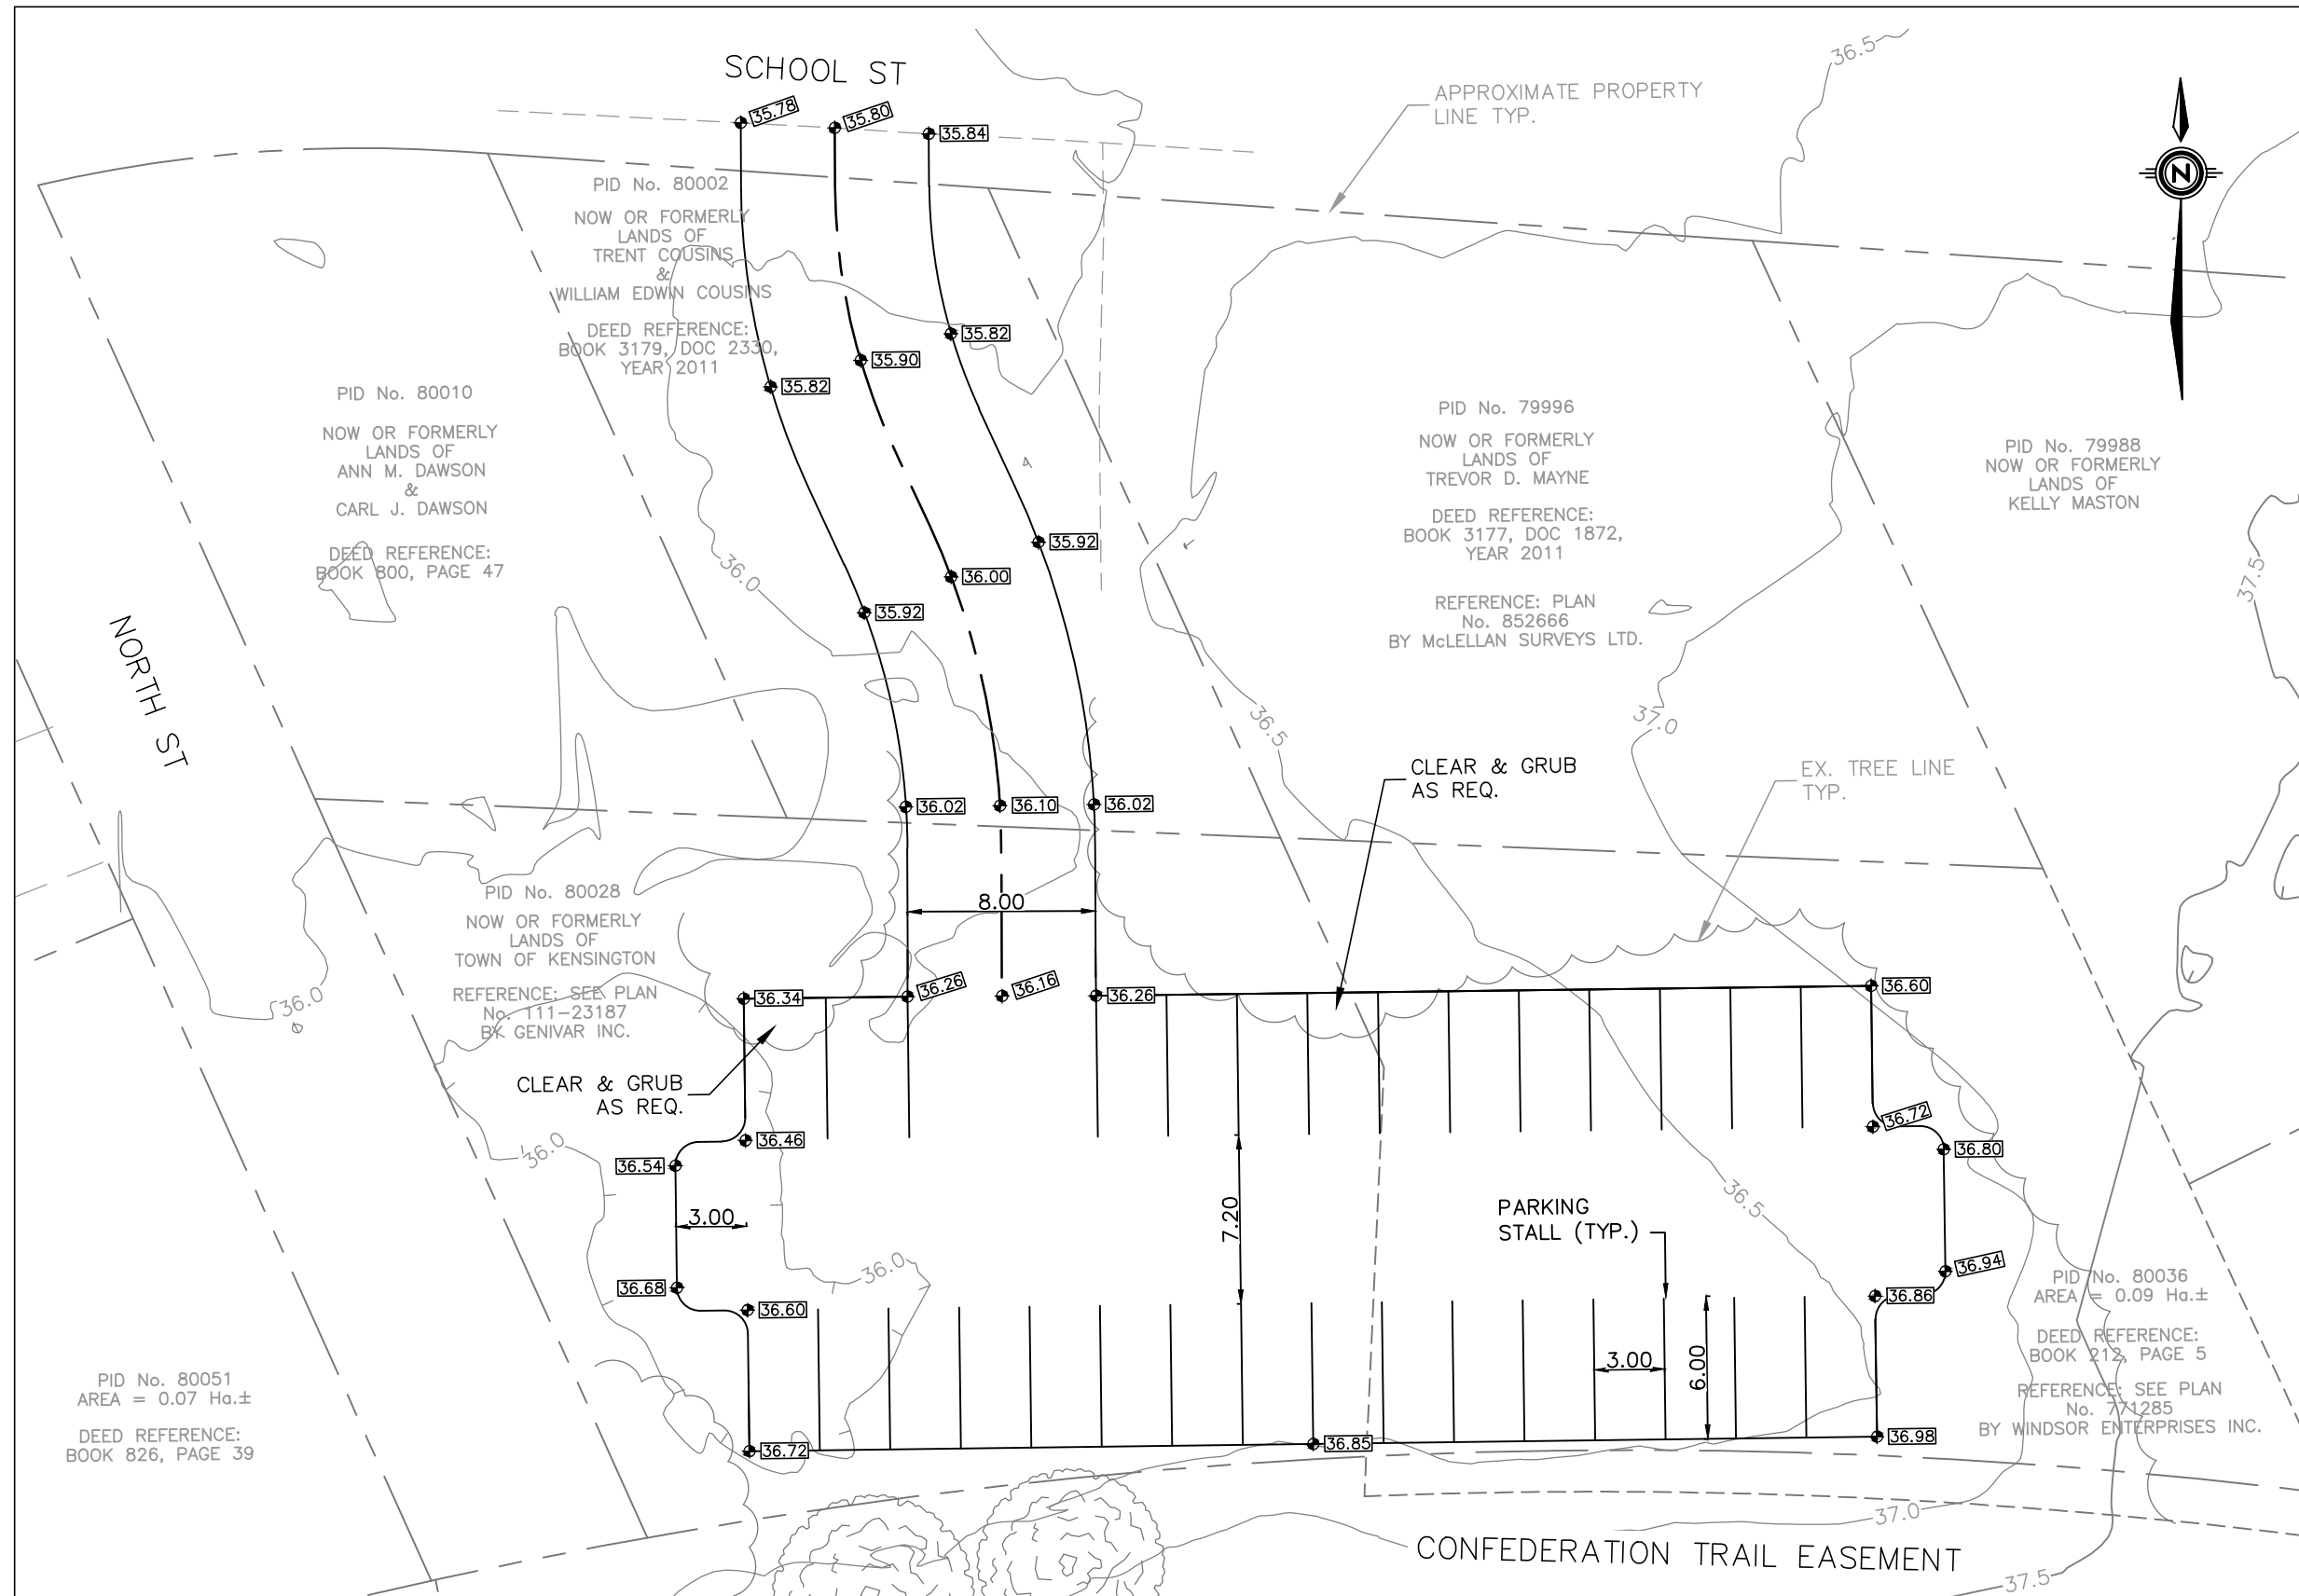 SCHOOL ST
35.78
35.80
35.84
APPROXIMATE PROPERTY
LINE TYP.
36.5
N
PID No. 80002
NOW OR FORMERLY
LANDS OF
TRENT COUSINS
&
WILLIAM EDWIN COUSINS
DEED REFERENCE:
BOOK 3179, DOC 2330,
YEAR 2011
35.82
35.90
35.82
PID No. 80010
NOW OR FORMERLY
LANDS OF
ANN M. DAWSON
&
CARL J. DAWSON
DEED REFERENCE:
BOOK 800, PAGE 47
PID No. 79996
NOW OR FORMERLY
LANDS OF
TREVOR D. MAYNE
DEED REFERENCE:
BOOK 3177, DOC 1872,
YEAR 2011
REFERENCE: PLAN
No. 852666
BY McLELLAN SURVEYS LTD.
PID No. 79988
NOW OR FORMERLY
LANDS OF
KELLY MASTON
37.5
35.92
36.00
35.92
36.0
NORTH ST
36.5
37.0
CLEAR & GRUB
AS REQ.
EX. TREE LINE
TYP.
36.02
36.10
36.02
PID No. 80028
NOW OR FORMERLY
LANDS OF
TOWN OF KENSINGTON
REFERENCE: SEE PLAN
No. 111-23187
BY GENIVAR INC.
8.00
36.0
36.34
36.26
36.16
36.26
36.60
CLEAR & GRUB
AS REQ.
36.0
36.46
36.54
36.72
36.80
3.00
7.20
PARKING
STALL (TYP.)
36.5
36.0
36.68
36.60
36.94
36.86
PID No. 80036
AREA = 0.09 Ha.±
DEED REFERENCE:
BOOK 212, PAGE 5
REFERENCE: SEE PLAN
No. 771285
BY WINDSOR ENTERPRISES INC.
3.00
6.00
PID No. 80051
AREA = 0.07 Ha.±
DEED REFERENCE:
BOOK 826, PAGE 39
36.72
36.85
36.98
37.0
CONFEDERATION TRAIL EASEMENT
37.5